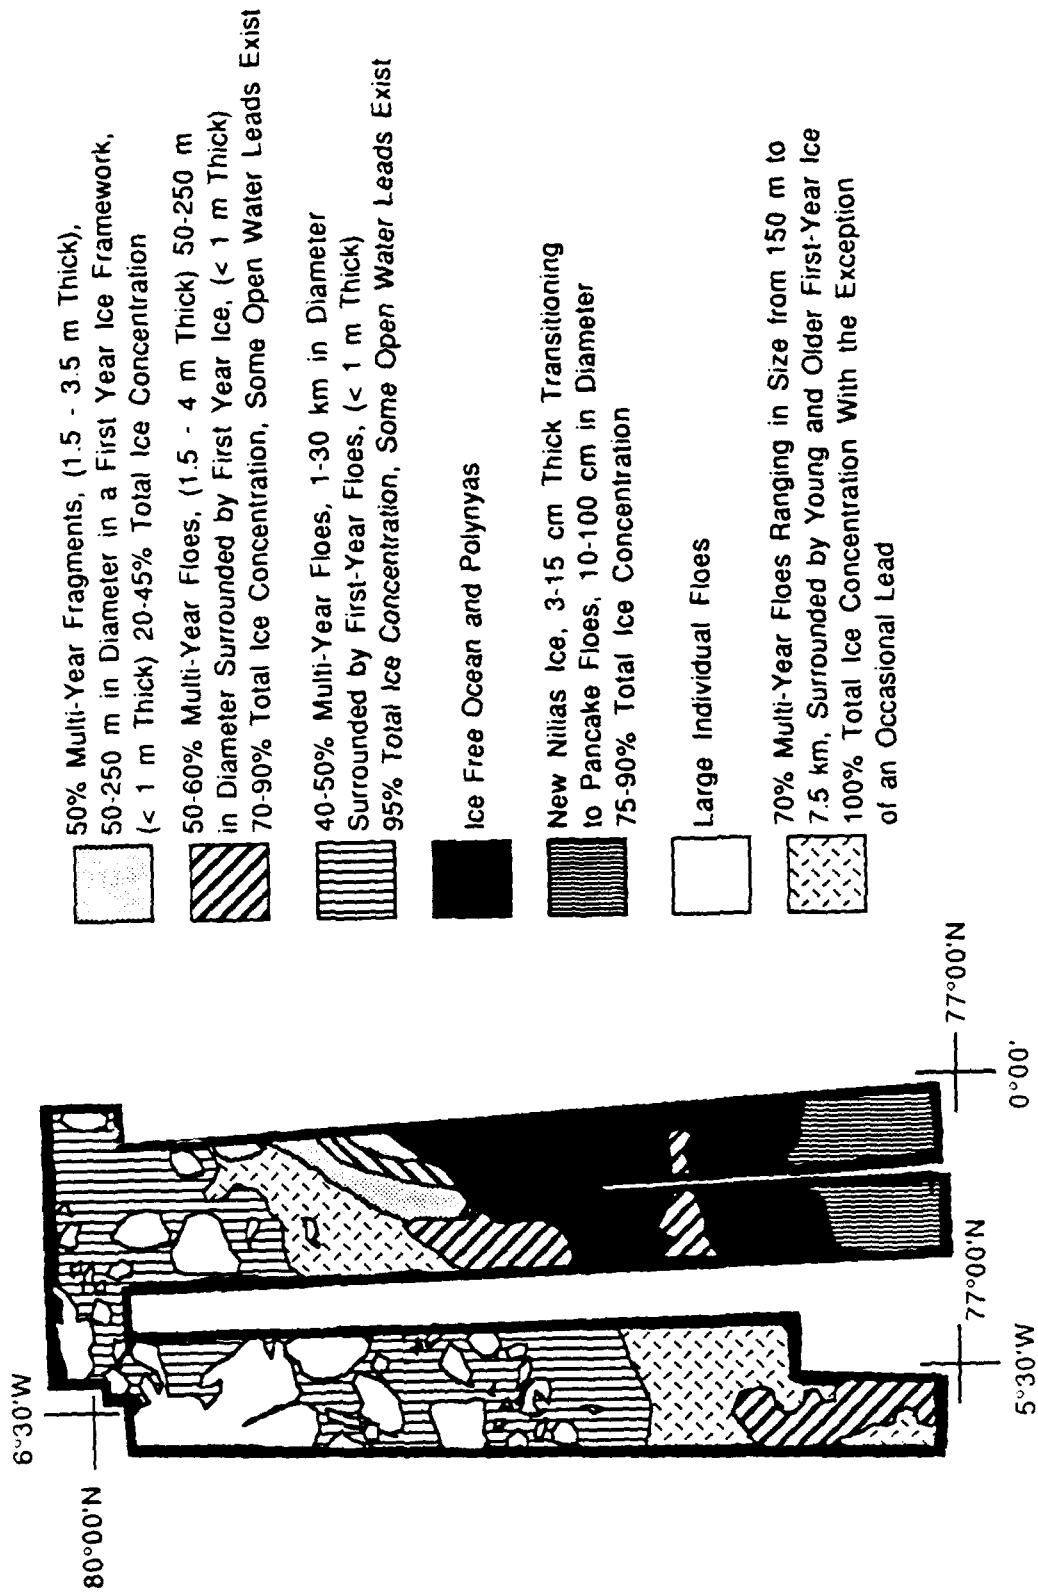 50% Multi-Year Fragments, (1.5 - 3.5 m Thick),
50-250 m in Diameter in a First Year Ice Framework,
(< 1 m Thick) 20-45% Total Ice Concentration
50-60% Multi-Year Floes, (1.5 - 4 m Thick) 50-250 m
in Diameter Surrounded by First Year Ice, (< 1 m Thick)
70-90% Total Ice Concentration, Some Open Water Leads Exist
40-50% Multi-Year Floes, 1-30 km in Diameter
Surrounded by First-Year Floes, (< 1 m Thick)
95% Total Ice Concentration, Some Open Water Leads Exist
Ice Free Ocean and Polynyas
New Nilias Ice, 3-15 cm Thick Transitioning
to Pancake Floes, 10-100 cm in Diameter
75-90% Total Ice Concentration
Large Individual Floes
70% Multi-Year Floes Ranging in Size from 150 m to
7.5 km, Surrounded by Young and Older First-Year Ice
100% Total Ice Concentration With the Exception
of an Occasional Lead
6°30'W
80°00'N
77°00'N
0°00'
77°00'N
5°30'W